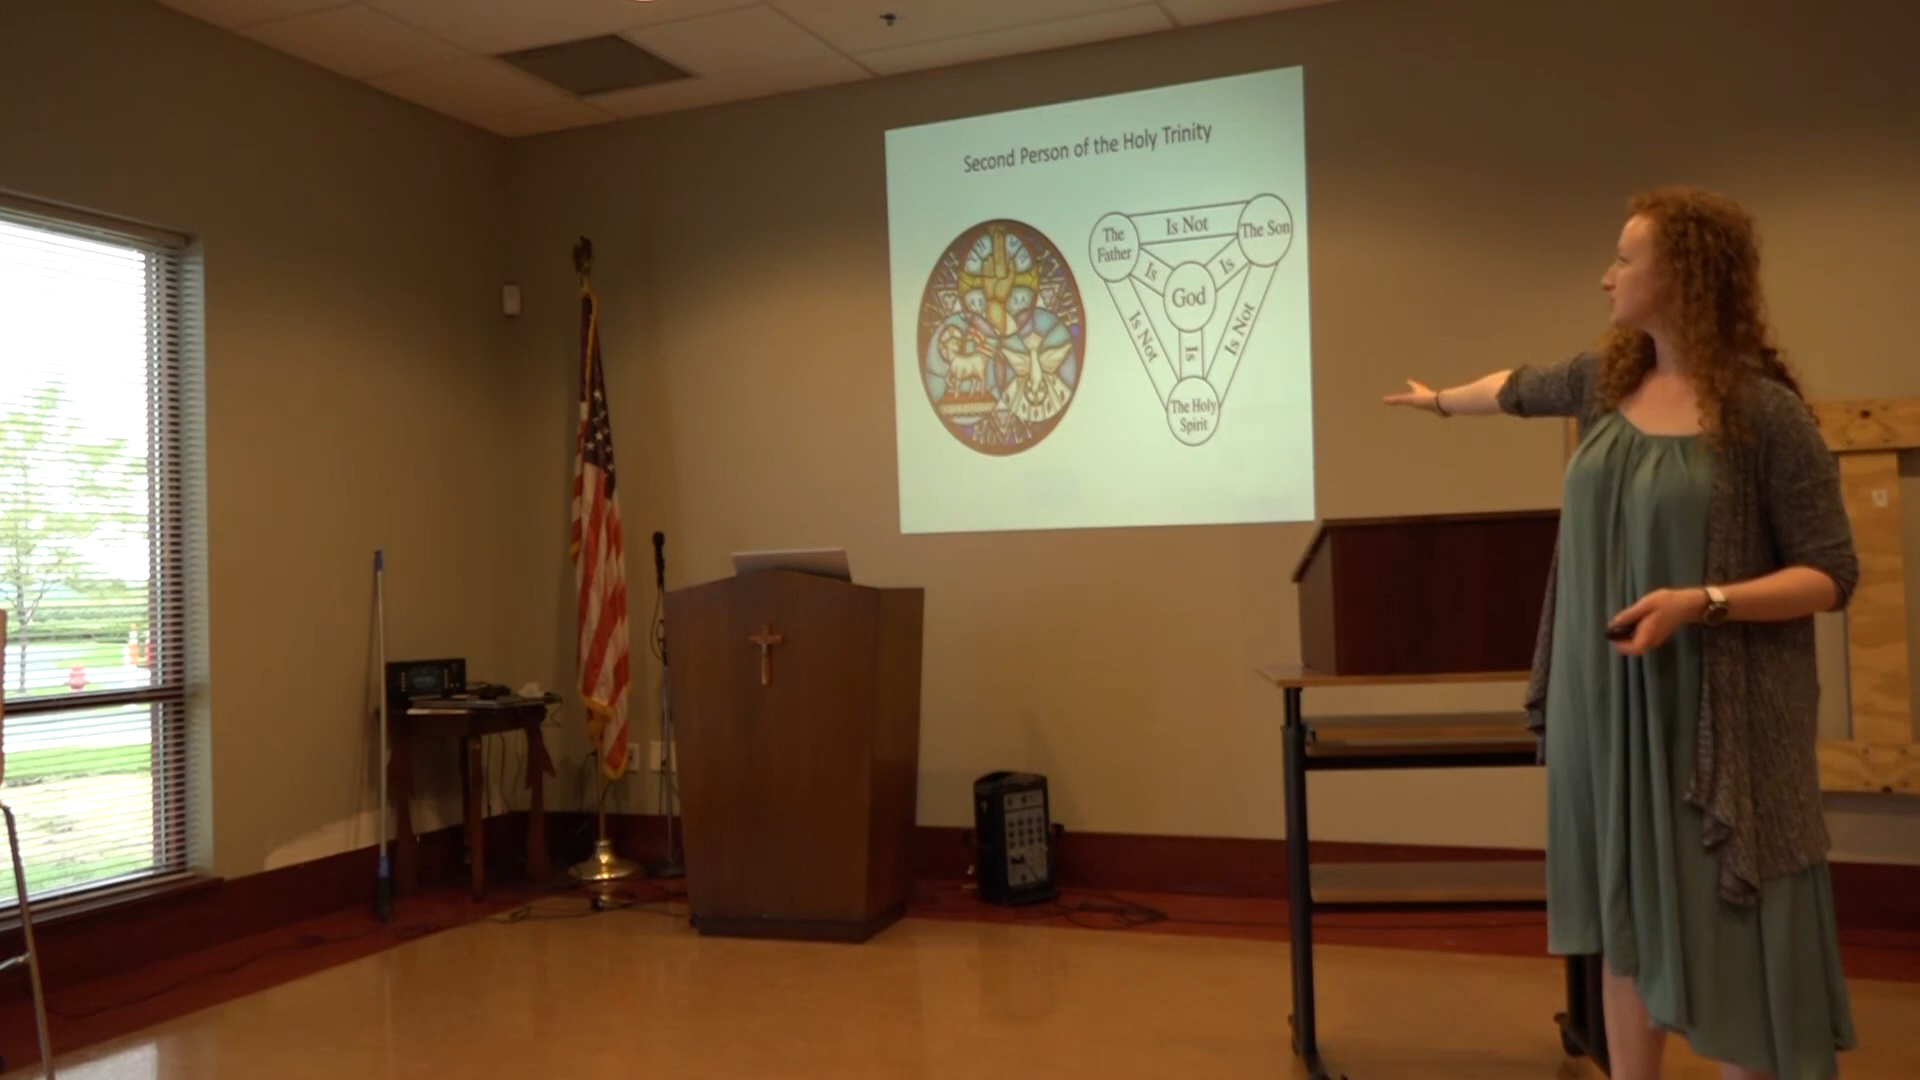 Second Person of the Holy Trinity
The
Father
Is Not
The Son
Is
Is
God
Is Not
Is Not
Is
The Holy
Spirit